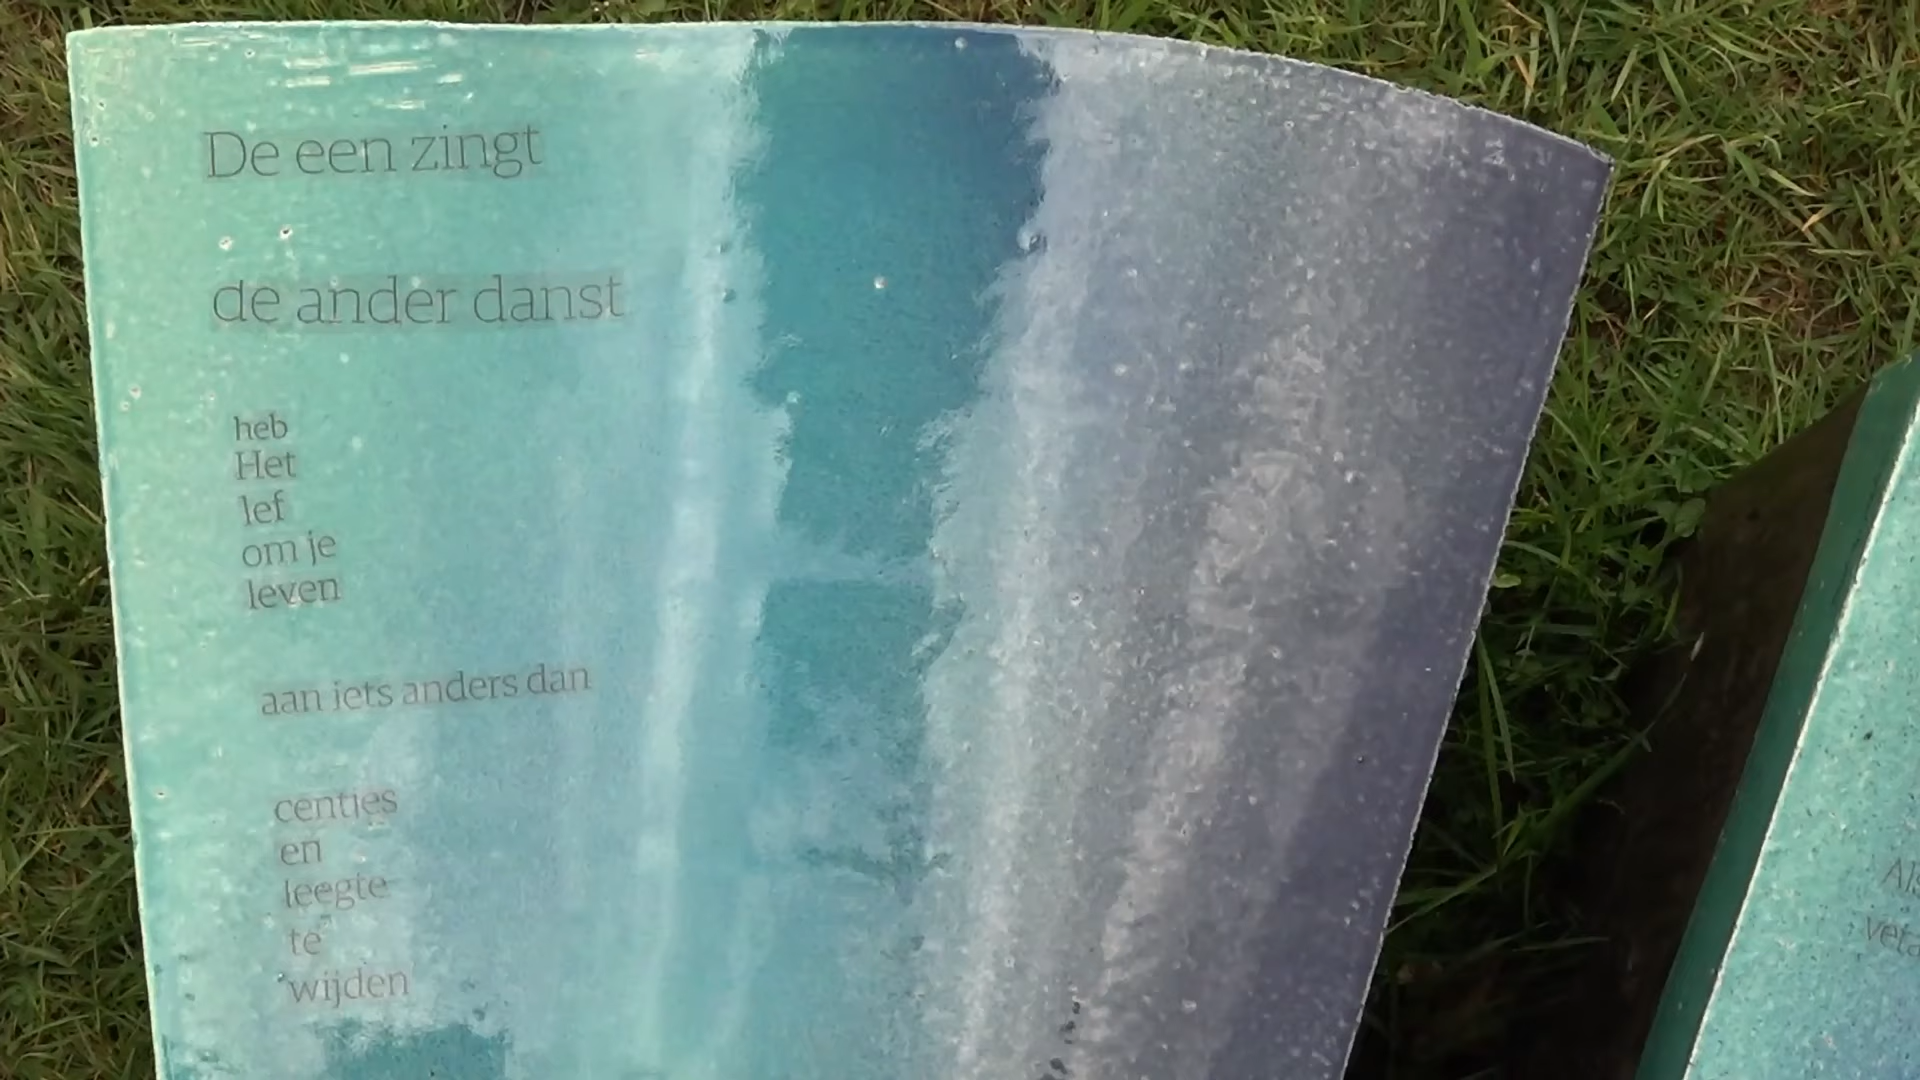 De een zingt
de ander danst
heb
Het
lef
om je
leven
aan iets anders dan
centjes
en
leegte
te
wijden